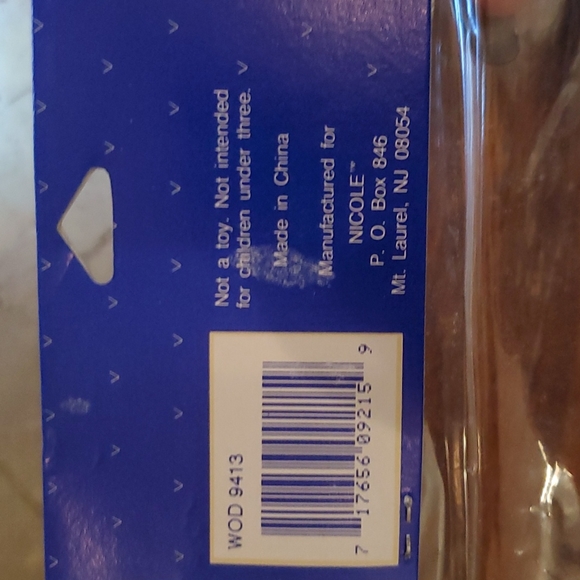 Not a toy. Not intended
for children under three.
Made in China
Manufactured for
NICOLE™
P. O. Box 846
Mt. Laurel, NJ 08054
WOD 9413
7 17656 09215 9